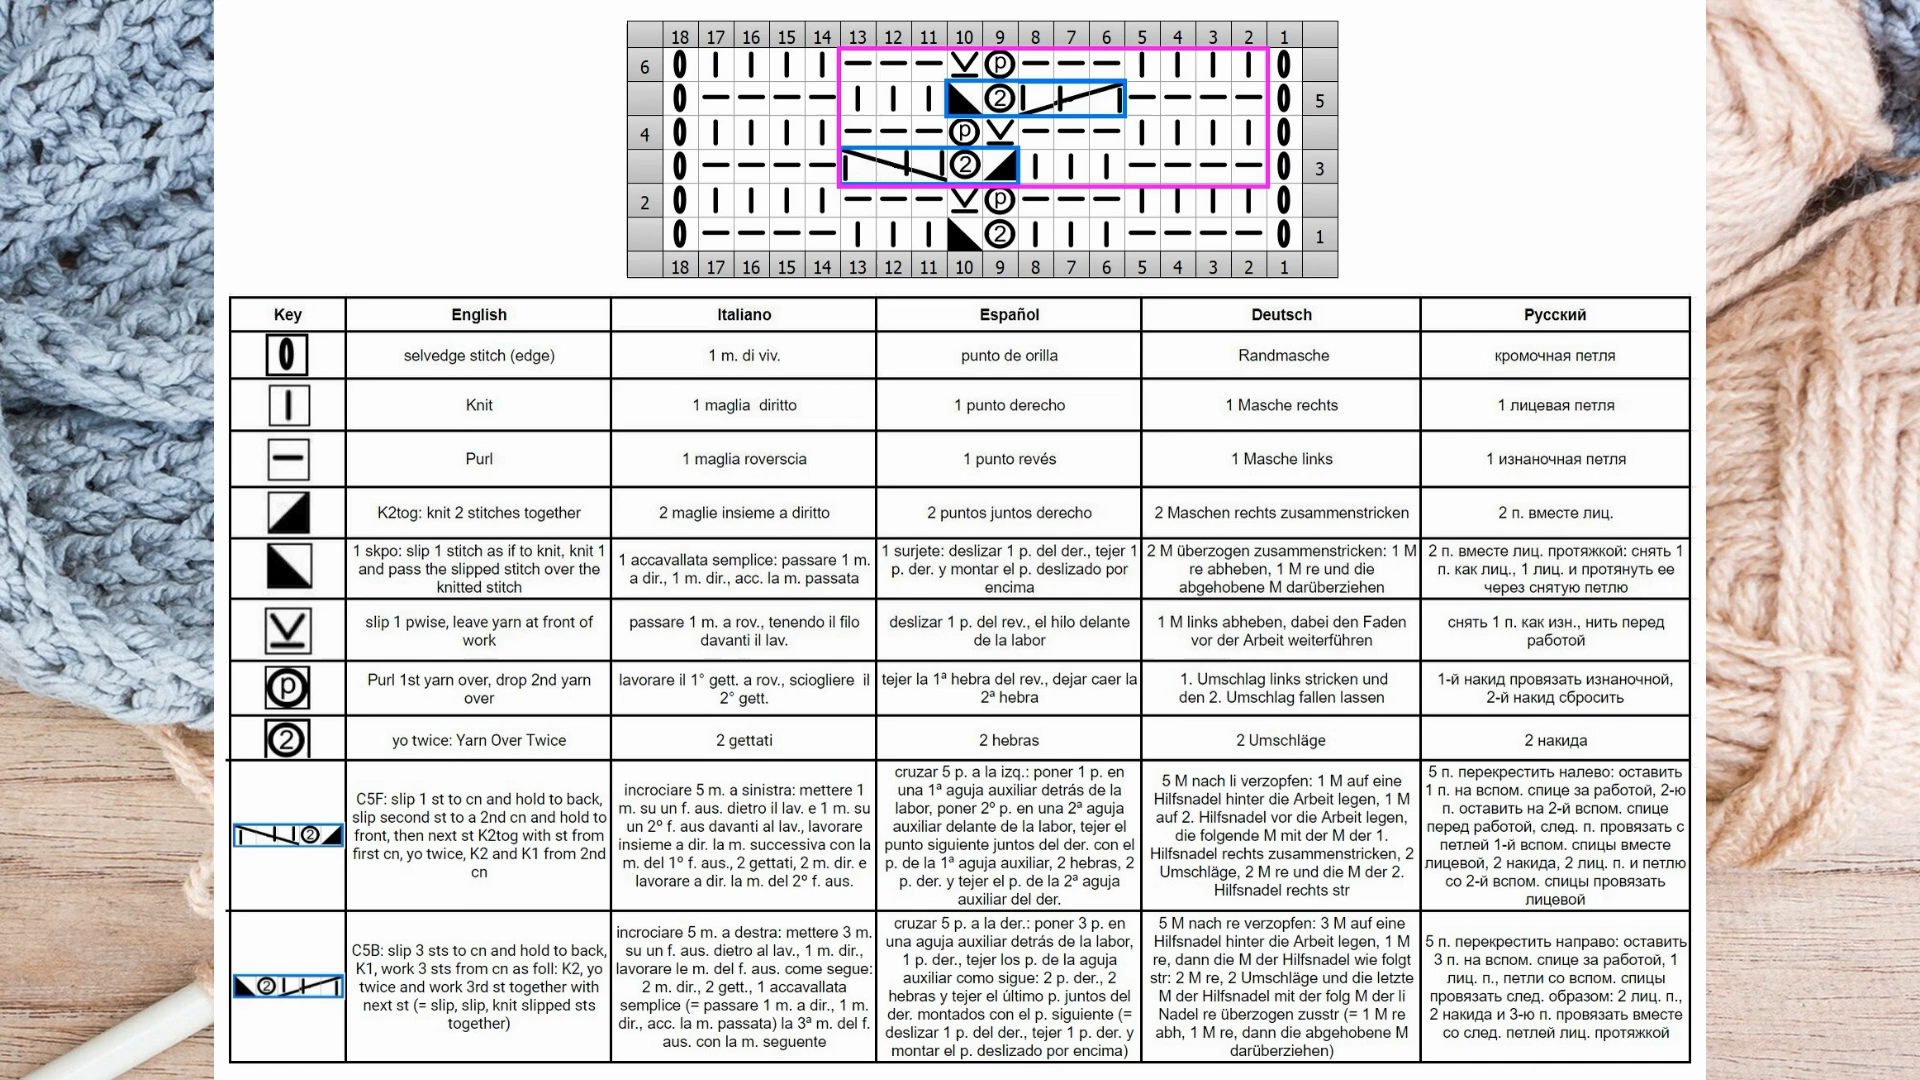 18 17 16 15 14 13 12 11 10 9 8 7 6 5 4 3 2 1
6 p
2 5
4 p
2 3
2 p
2 1
18 17 16 15 14 13 12 11 10 9 8 7 6 5 4 3 2 1
Key English Italiano Español Deutsch Русский
selvedge stitch (edge)
1 m. di viv.
punto de orilla
Randmasche
кромочная петля
Knit
1 maglia diritto
1 punto derecho
1 Masche rechts
1 лицевая петля
Purl
1 maglia roverscia
1 punto revés
1 Masche links
1 изнаночная петля
K2tog: knit 2 stitches together
2 maglie insieme a diritto
2 puntos juntos derecho
2 Maschen rechts zusammenstricken
2 п. вместе лиц.
1 skpo: slip 1 stitch as if to knit, knit 1
and pass the slipped stitch over the
knitted stitch
1 accavallata semplice: passare 1 m.
a dir., 1 m. dir., acc. la m. passata
1 surjete: deslizar 1 p. del der., tejer 1
p. der. y montar el p. deslizado por
encima
2 M überzogen zusammenstricken: 1 M
re abheben, 1 M re und die
abgehobene M darüberziehen
2 п. вместе лиц. протяжкой: снять 1
п. как лиц., 1 лиц. и протянуть ее
через снятую петлю
slip 1 pwise, leave yarn at front of
work
passare 1 m. a rov., tenendo il filo
davanti il lav.
deslizar 1 p. del rev., el hilo delante
de la labor
1 M links abheben, dabei den Faden
vor der Arbeit weiterführen
снять 1 п. как изн., нить перед
работой
p
Purl 1st yarn over, drop 2nd yarn
over
lavorare il 1° gett. a rov., sciogliere il
2° gett.
tejer la 1ª hebra del rev., dejar caer la
2ª hebra
1. Umschlag links stricken und
den 2. Umschlag fallen lassen
1-й накид провязать изнаночной,
2-й накид сбросить
2
yo twice: Yarn Over Twice
2 gettati
2 hebras
2 Umschläge
2 накида
2
C5F: slip 1 st to cn and hold to back,
slip second st to a 2nd cn and hold to
front, then next st K2tog with st from
first cn, yo twice, K2 and K1 from 2nd
cn
incrociare 5 m. a sinistra: mettere 1
m. su un f. aus. dietro il lav. e 1 m. su
un 2º f. aus davanti al lav., lavorare
insieme a dir. la m. successiva con la
m. del 1º f. aus., 2 gettati, 2 m. dir. e
lavorare a dir. la m. del 2º f. aus.
cruzar 5 p. a la izq.: poner 1 p. en
una 1ª aguja auxiliar detrás de la
labor, poner 2º p. en una 2ª aguja
auxiliar delante de la labor, tejer el
punto siguiente juntos del der. con el
p. de la 1ª aguja auxiliar, 2 hebras, 2
p. der. y tejer el p. de la 2ª aguja
auxiliar del der.
5 M nach li verzopfen: 1 M auf eine
Hilfsnadel hinter die Arbeit legen, 1 M
auf 2. Hilfsnadel vor die Arbeit legen,
die folgende M mit der M der 1.
Hilfsnadel rechts zusammenstricken, 2
Umschläge, 2 M re und die M der 2.
Hilfsnadel rechts str
5 п. перекрестить налево: оставить
1 п. на вспом. спице за работой, 2-ю
п. оставить на 2-й вспом. спице
перед работой, след. п. провязать с
петлей 1-й вспом. спицы вместе
лицевой, 2 накида, 2 лиц. п. и петлю
со 2-й вспом. спицы провязать
лицевой
2
C5B: slip 3 sts to cn and hold to back,
K1, work 3 sts from cn as foll: K2, yo
twice and work 3rd st together with
next st (= slip, slip, knit slipped sts
together)
incrociare 5 m. a destra: mettere 3 m.
su un f. aus. dietro al lav., 1 m. dir.,
lavorare le m. del f. aus. come segue:
2 m. dir., 2 gett., 1 accavallata
semplice (= passare 1 m. a dir., 1 m.
dir., acc. la m. passata) la 3ª m. del f.
aus. con la m. seguente
cruzar 5 p. a la der.: poner 3 p. en
una aguja auxiliar detrás de la labor,
1 p. der., tejer los p. de la aguja
auxiliar como sigue: 2 p. der., 2
hebras y tejer el último p. juntos del
der. montados con el p. siguiente (=
deslizar 1 p. del der., tejer 1 p. der. y
montar el p. deslizado por encima)
5 M nach re verzopfen: 3 M auf eine
Hilfsnadel hinter die Arbeit legen, 1 M
re, dann die M der Hilfsnadel wie folgt
str: 2 M re, 2 Umschläge und die letzte
M der Hilfsnadel mit der folg M der li
Nadel re überzogen zusstr (= 1 M re
abh, 1 M re, dann die abgehobene M
darüberziehen)
5 п. перекрестить направо: оставить
3 п. на вспом. спице за работой, 1
лиц. п., петли со вспом. спицы
провязать след. образом: 2 лиц. п.,
2 накида и 3-ю п. провязать вместе
со след. петлей лиц. протяжкой